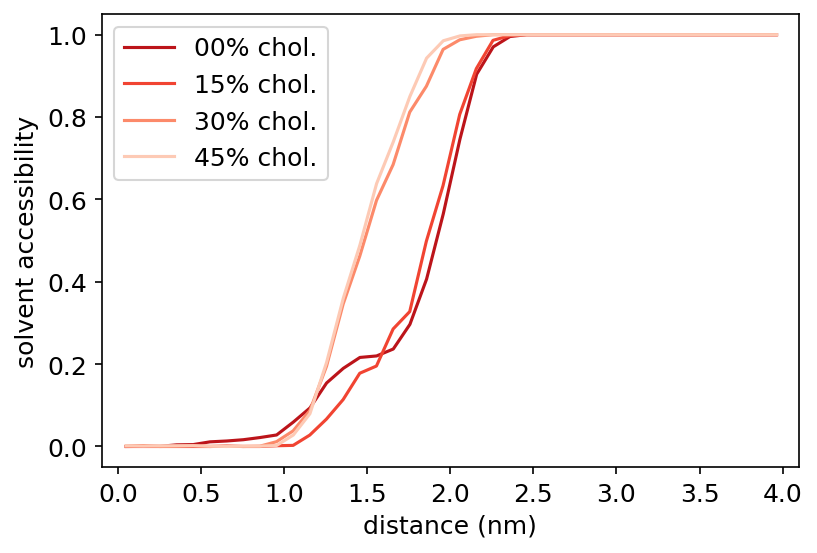 1.0
0.8
0.6
0.4
0.2
0.0
solvent accessibility
00% chol.
15% chol.
30% chol.
45% chol.
0.0 0.5 1.0 1.5 2.0 2.5 3.0 3.5 4.0
distance (nm)